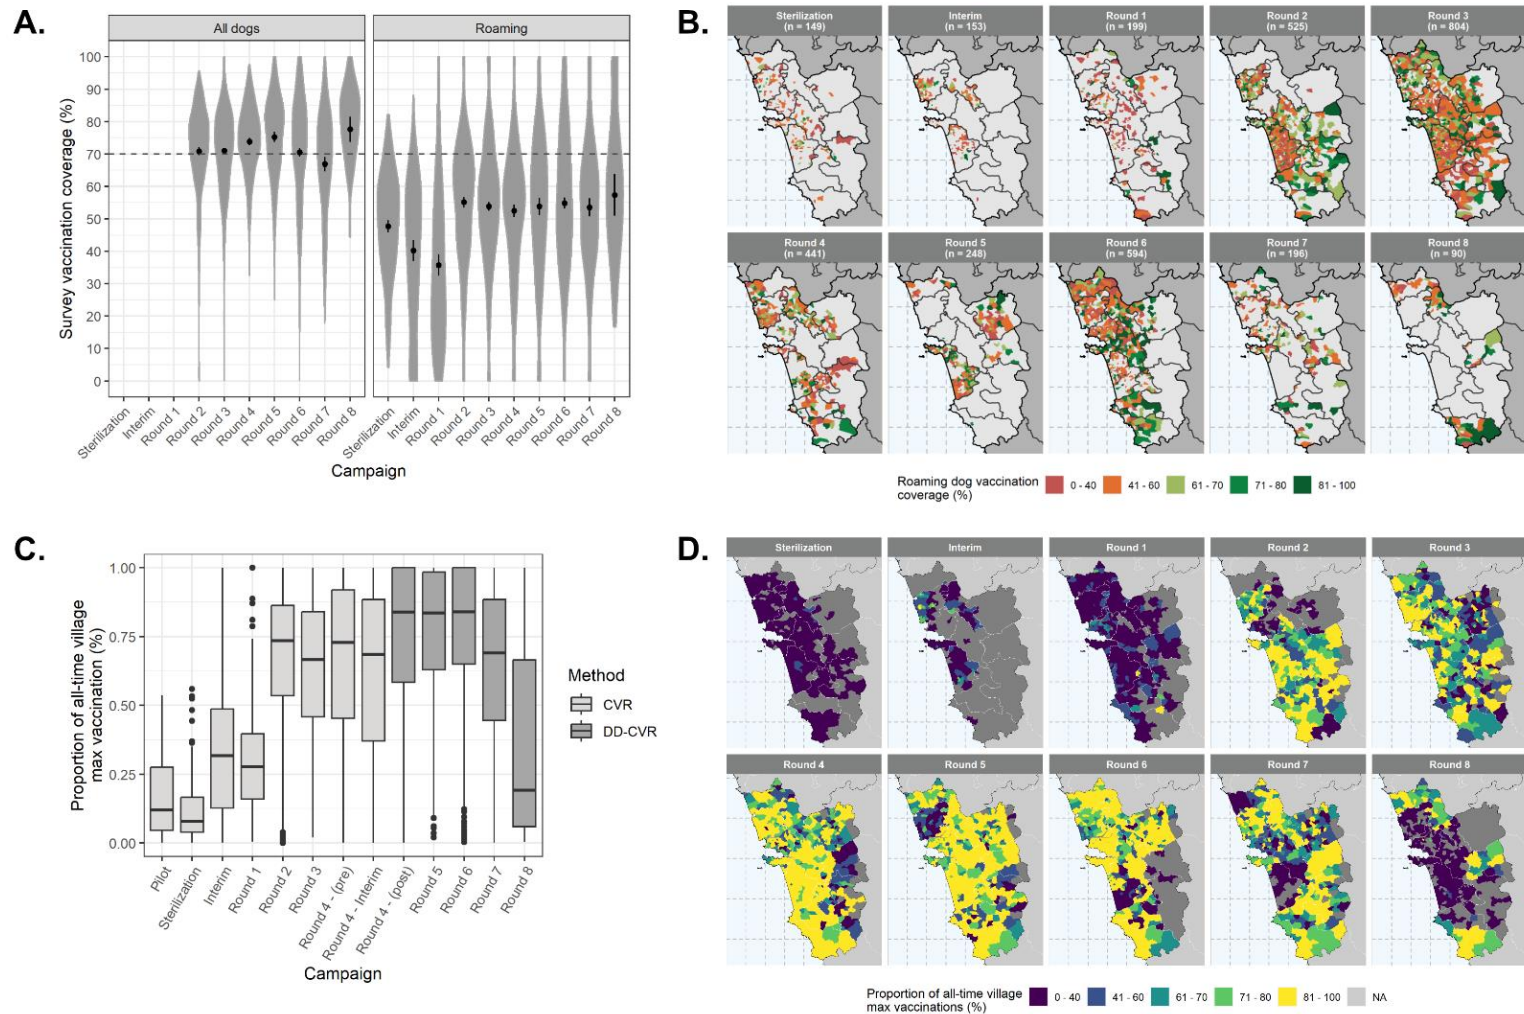 A.
All dogs
Roaming
Survey vaccination coverage (%)
100
90
80
70
60
50
40
30
20
10
0
Sterilization
Interim
Round 1
Round 2
Round 3
Round 4
Round 5
Round 6
Round 7
Round 8
Sterilization
Interim
Round 1
Round 2
Round 3
Round 4
Round 5
Round 6
Round 7
Round 8
Campaign
B.
Sterilization
(n = 149)
Interim
(n = 153)
Round 1
(n = 199)
Round 2
(n = 525)
Round 3
(n = 804)
Round 4
(n = 441)
Round 5
(n = 248)
Round 6
(n = 594)
Round 7
(n = 196)
Round 8
(n = 90)
Roaming dog vaccination
coverage (%)
0 - 40
41 - 60
61 - 70
71 - 80
81 - 100
C.
Proportion of all-time village
max vaccination (%)
1.00
0.75
0.50
0.25
0.00
Pilot
Sterilization
Interim
Round 1
Round 2
Round 3
Round 4 - (pre)
Round 4 - Interim
Round 4 - (post)
Round 5
Round 6
Round 7
Round 8
Campaign
Method
CVR
DD-CVR
D.
Sterilization
Interim
Round 1
Round 2
Round 3
Round 4
Round 5
Round 6
Round 7
Round 8
Proportion of all-time village
max vaccinations (%)
0 - 40
41 - 60
61 - 70
71 - 80
81 - 100
NA